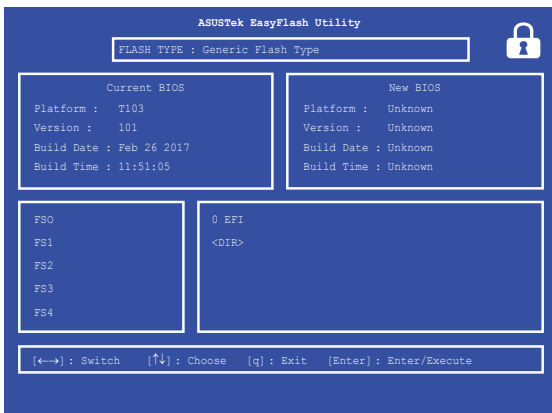 ASUSTek EasyFlash Utility
FLASH TYPE : Generic Flash Type
Current BIOS
Platform : T103
Version : 101
Build Date : Feb 26 2017
Build Time : 11:51:05
New BIOS
Platform : Unknown
Version : Unknown
Build Date : Unknown
Build Time : Unknown
FSO
FS1
FS2
FS3
FS4
0 EFI
<DIR>
[←→] : Switch [↑↓] : Choose [q] : Exit [Enter] : Enter/Execute